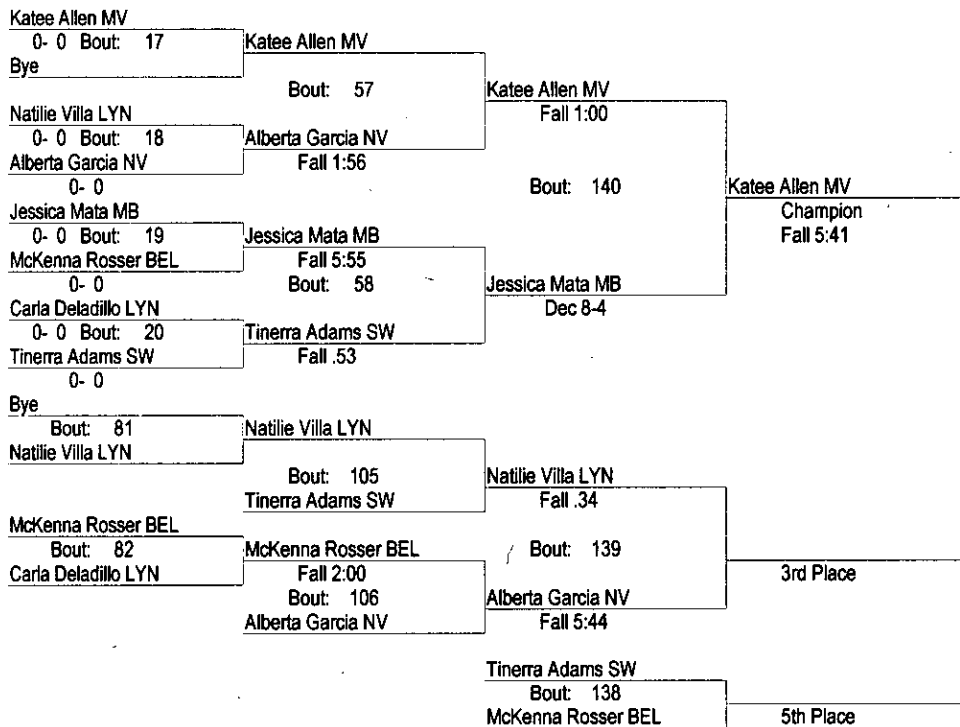 Katee Allen MV
0- 0 Bout: 17
Bye
Natilie Villa LYN
0- 0 Bout: 18
Alberta Garcia NV
0- 0
Jessica Mata MB
0- 0 Bout: 19
McKenna Rosser BEL
0- 0
Carla Deladillo LYN
0- 0 Bout: 20
Tinerra Adams SW
0- 0
Bye
Bout: 81
Natilie Villa LYN
McKenna Rosser BEL
Bout: 82
Carla Deladillo LYN
Katee Allen MV
Bout: 57
Alberta Garcia NV
Fall 1:56
Jessica Mata MB
Fall 5:55
Bout: 58
Tinerra Adams SW
Fall .53
Natilie Villa LYN
Bout: 105
Tinerra Adams SW
McKenna Rosser BEL
Fall 2:00
Bout: 106
Alberta Garcia NV
Katee Allen MV
Fall 1:00
Bout: 140
Jessica Mata MB
Dec 8-4
Natilie Villa LYN
Fall .34
Bout: 139
Alberta Garcia NV
Fall 5:44
Tinerra Adams SW
Bout: 138
McKenna Rosser BEL
Katee Allen MV
Champion
Fall 5:41
3rd Place
5th Place